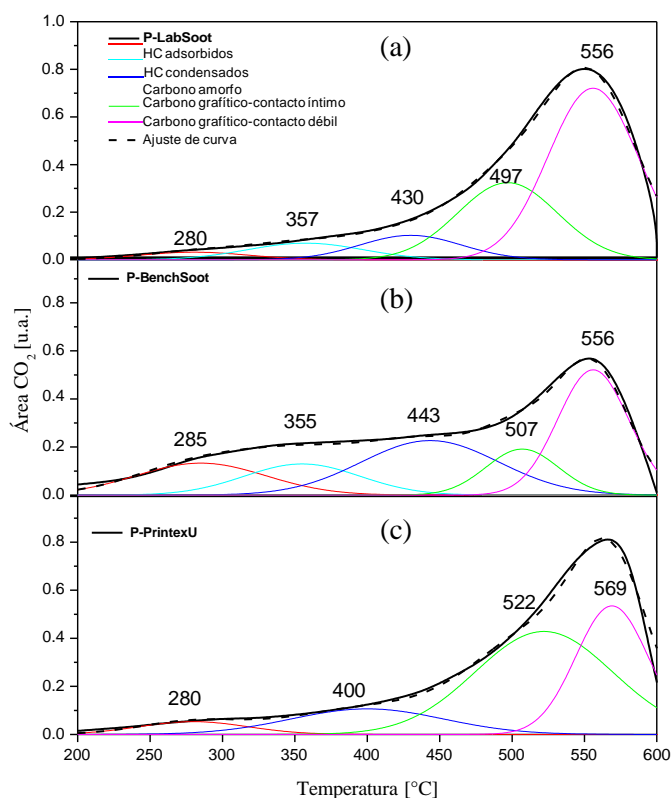 1.0
0.8
0.6
0.4
0.2
0.0
P-LabSoot
HC adsorbidos
HC condensados
Carbono amorfo
Carbono grafítico-contacto íntimo
Carbono grafítico-contacto débil
Ajuste de curva
(a)
280
357
430
497
556
0.8
0.6
0.4
0.2
0.0
P-BenchSoot
(b)
285
355
443
507
556
Área CO2 [u.a.]
0.8
0.6
0.4
0.2
0.0
P-PrintexU
(c)
280
400
522
569
200 250 300 350 400 450 500 550 600
Temperatura [°C]